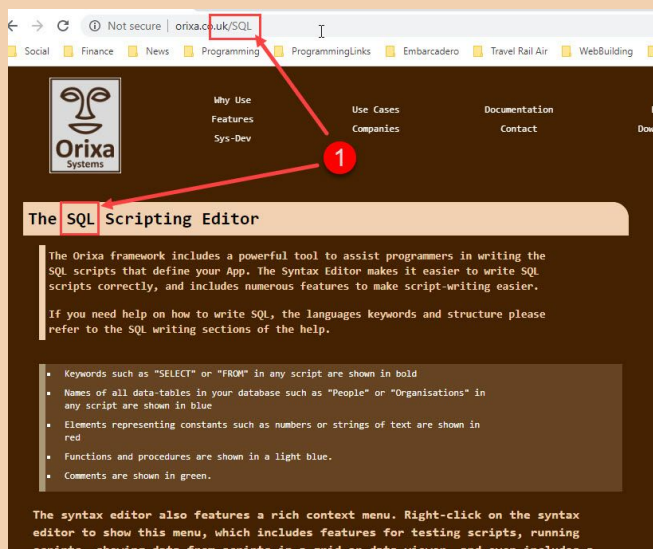 Not secure | orixa.co.uk/SQL
Social Finance News Programming ProgrammingLinks Embarcadero Travel Rail Air WebBuilding
Orixa
Systems
Why Use
Features
Sys-Dev
Use Cases
Companies
Documentation
Contact
1
The SQL Scripting Editor
The Orixa framework includes a powerful tool to assist programmers in writing the
SQL scripts that define your App. The Syntax Editor makes it easier to write SQL
scripts correctly, and includes numerous features to make script-writing easier.
If you need help on how to write SQL, the languages keywords and structure please
refer to the SQL writing sections of the help.
Keywords such as "SELECT" or "FROM" in any script are shown in bold
Names of all data-tables in your database such as "People" or "Organisations" in
any script are shown in blue
Elements representing constants such as numbers or strings of text are shown in
red
Functions and procedures are shown in a light blue.
Comments are shown in green.
The syntax editor also features a rich context menu. Right-click on the syntax
editor to show this menu, which includes features for testing scripts, running